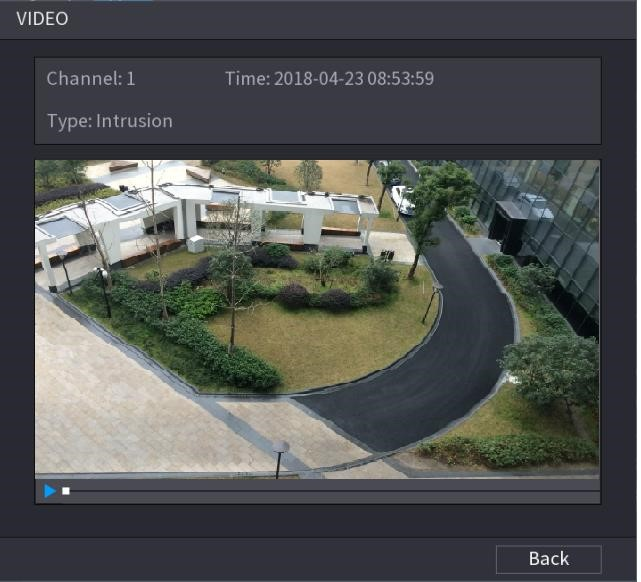 VIDEO
Channel: 1 Time: 2018-04-23 08:53:59
Type: Intrusion
Back